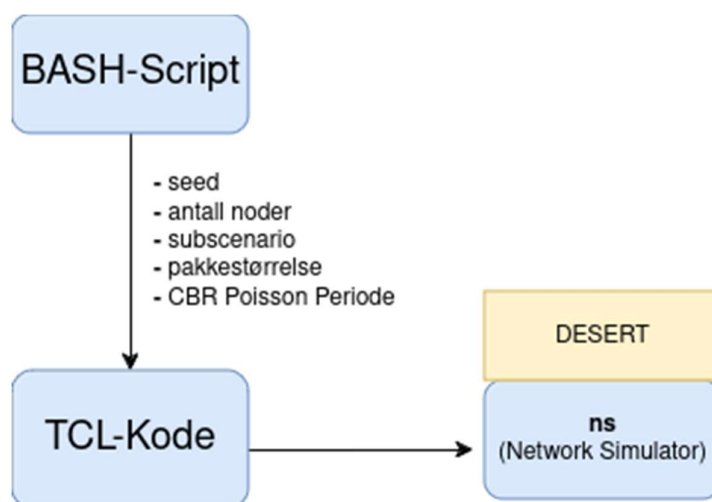 BASH-Script
- seed
- antall noder
- subscenario
- pakkestørrelse
- CBR Poisson Periode
DESERT
TCL-Kode
ns
(Network Simulator)